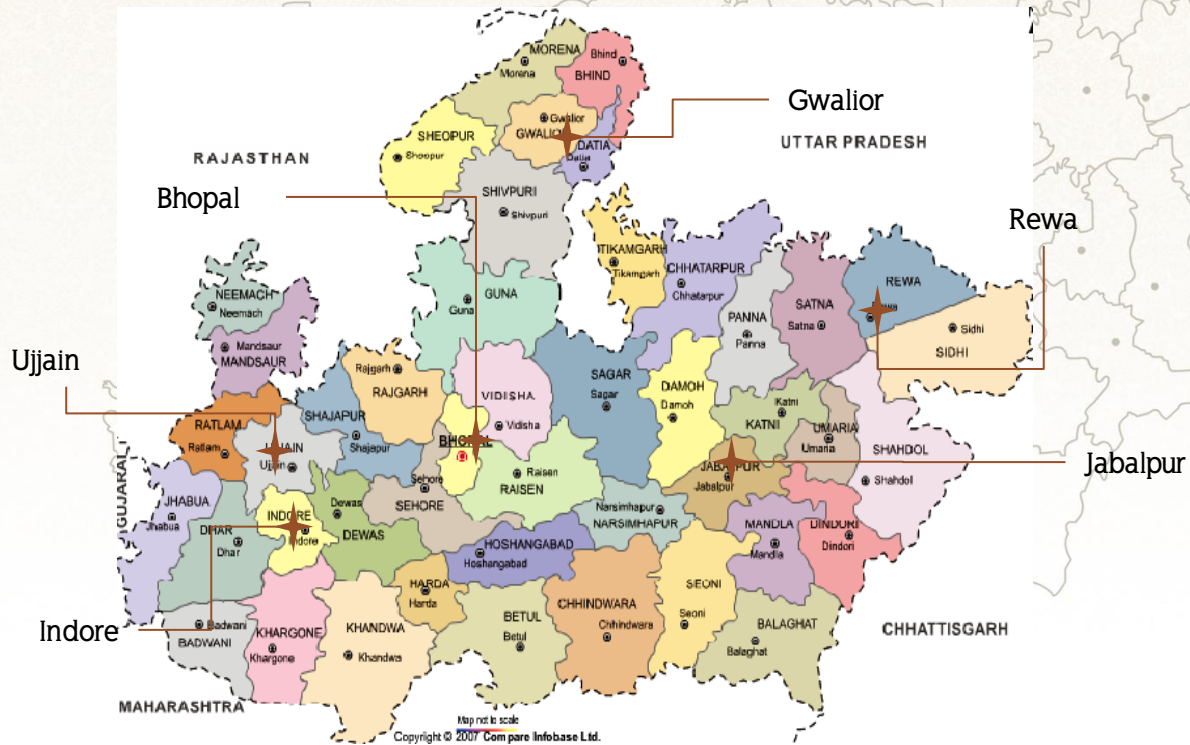 MORENA
Morena
Bhind
BHIND
Gwalior
Gwalior
GWALIOR
UTTAR PRADESH
SHEOPUR
Sheopur
DATIA
Datia
RAJASTHAN
Bhopal
SHIVPURI
Shivpuri
Rewa
TIKAMGARH
Tikamgarh
CHHATARPUR
Chhatarpur
REWA
Rewa
NEEMACH
Neemach
GUNA
Guna
SATNA
Satna
PANNA
Panna
Sidhi
SIDHI
Mandsaur
MANDSAUR
Ujjain
Rajgarh
RAJGARH
VIDISHA
Vidisha
SAGAR
Sagar
DAMOH
Damoh
Katni
KATNI
SHAJAPUR
Shajapur
RATLAM
Ratlam
UJJAIN
Ujjain
BHOPAL
UMARIA
Umaria
SHAHDOL
Shahdol
JABALPUR
Jabalpur
Jabalpur
Raisen
RAISEN
Sehore
SEHORE
GUJARAT
JHABUA
Jhabua
Dewas
DEWAS
INDORE
Indore
DHAR
Dhar
Narsimhapur
NARSIMHAPUR
MANDLA
Mandla
DINDORI
Dindori
HOSHANGABAD
Hoshangabad
HARDA
Harda
SEONI
Seoni
CHHINDWARA
Chhindwara
BETUL
Betul
BALAGHAT
Balaghat
CHHATTISGARH
Indore
Badwani
BADWANI
KHARGONE
Khargone
KHANDWA
Khandwa
MAHARASHTRA
Map not to scale
Copyright © 2007 Compare Infobase Ltd.